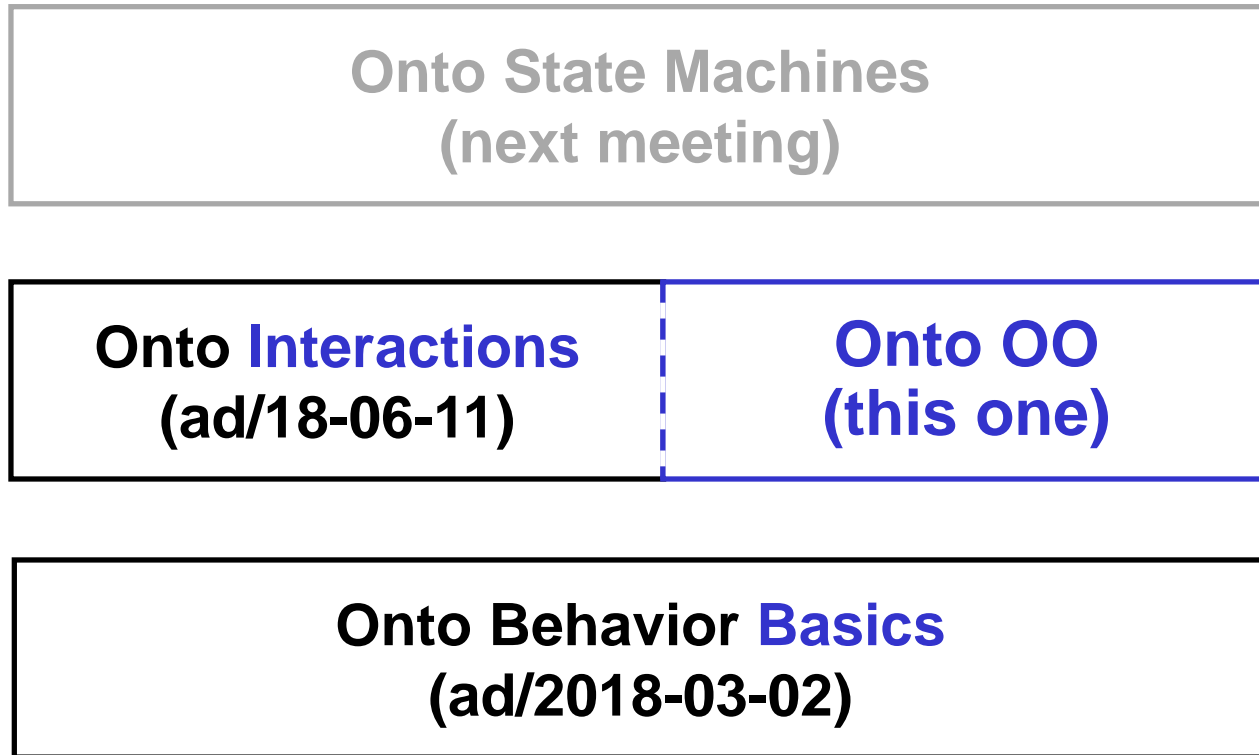 Onto State Machines
(next meeting)
Onto Interactions
(ad/18-06-11)
Onto OO
(this one)
Onto Behavior Basics
(ad/2018-03-02)